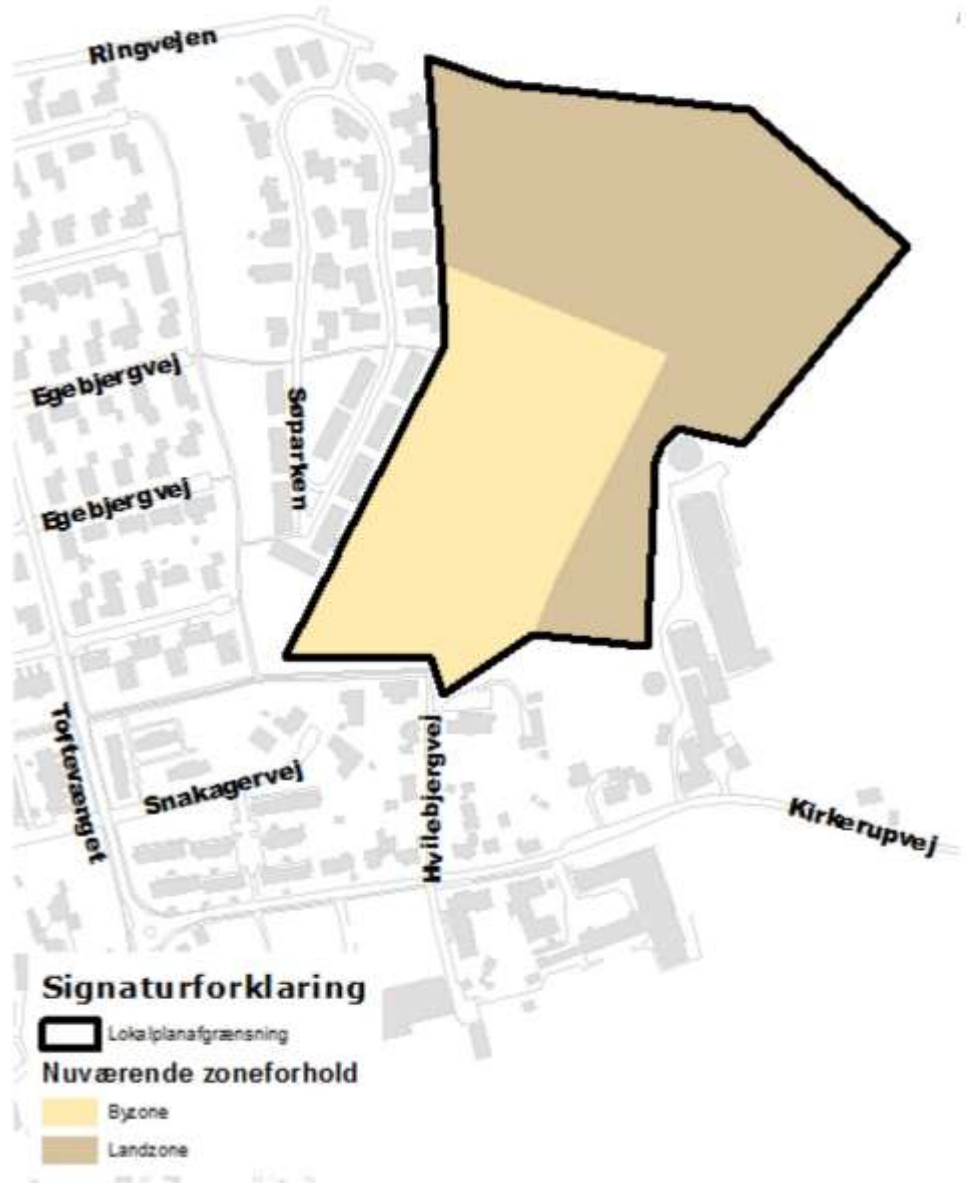 Ringvejen
Egebjergvej
Søparken
Egebjergvej
Toftevænget
Snakagervej
Hvilebjergvej
Kirkerupvej
Signaturforklaring
Lokalplanafgrænsning
Nuværende zoneforhold
Byzone
Landzone